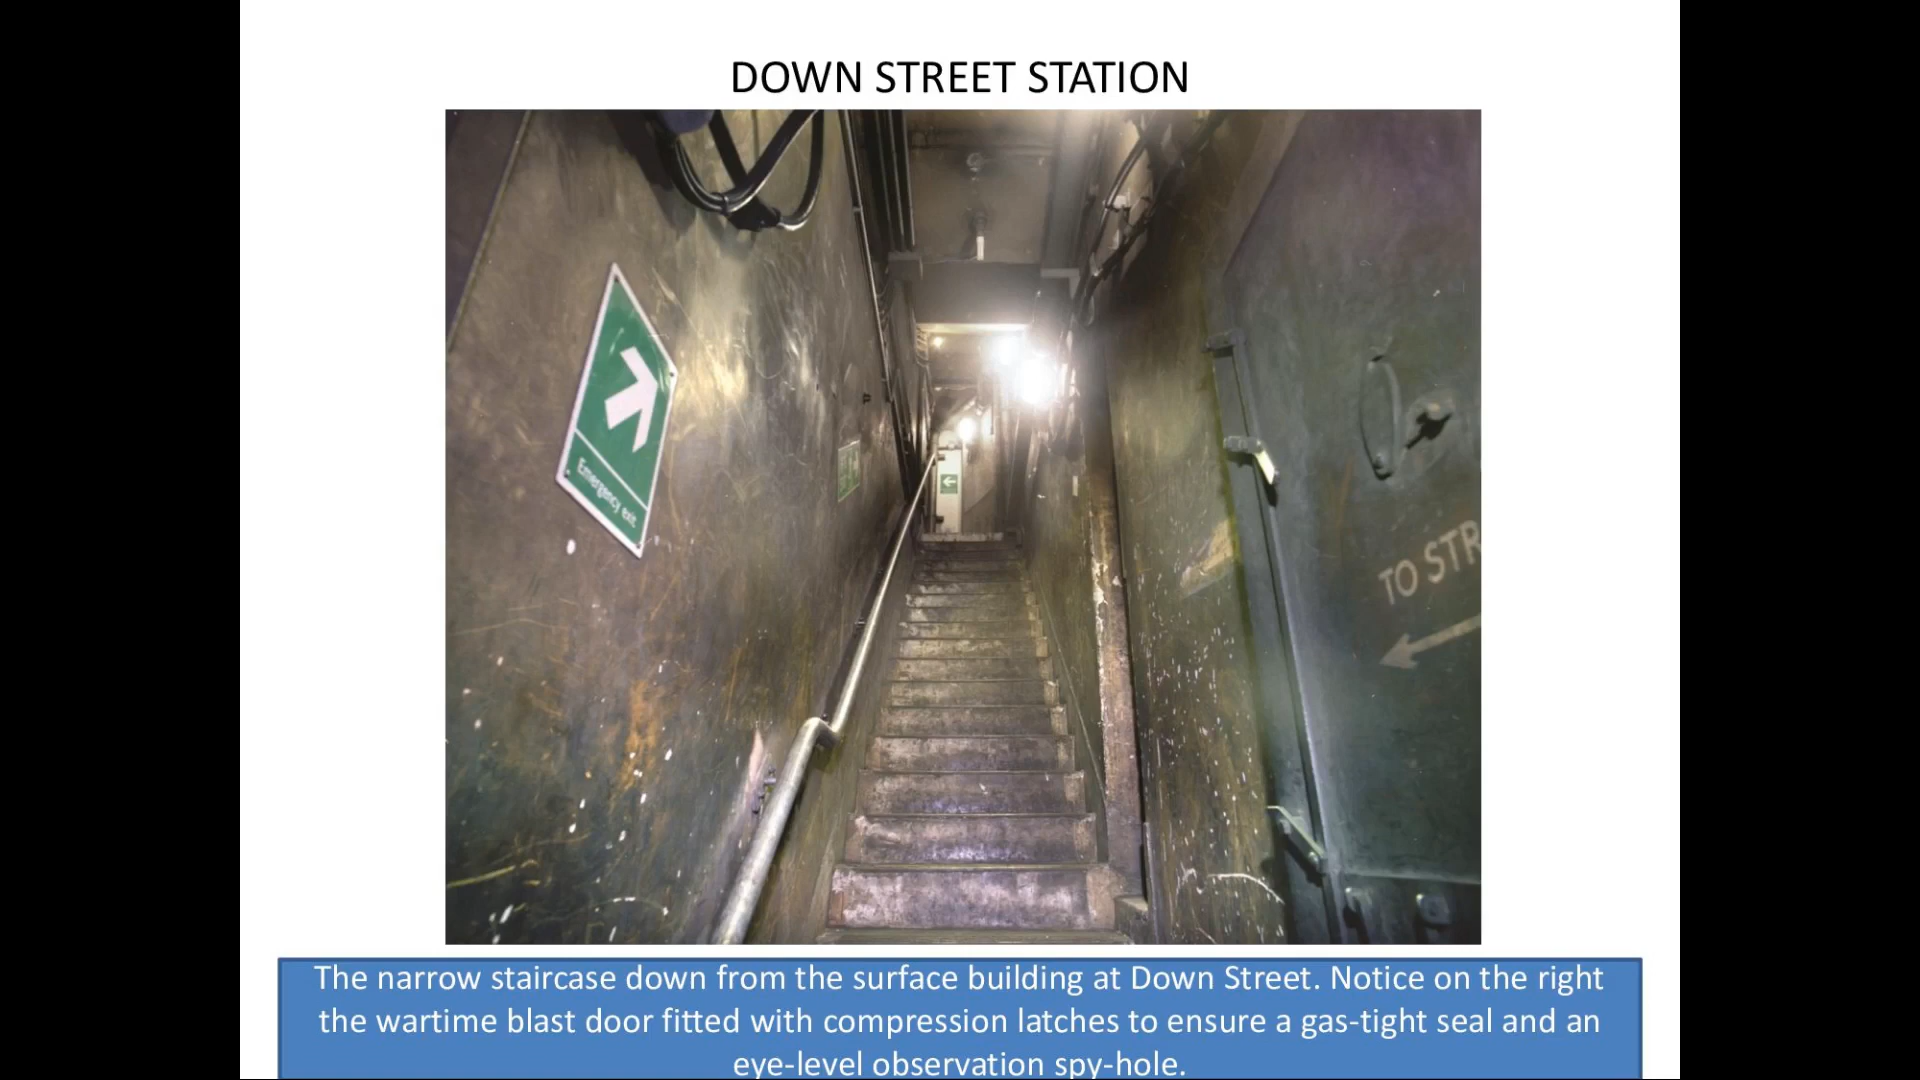 DOWN STREET STATION
Emergency exit
TO STR
The narrow staircase down from the surface building at Down Street. Notice on the right
the wartime blast door fitted with compression latches to ensure a gas-tight seal and an
eye-level observation spy-hole.